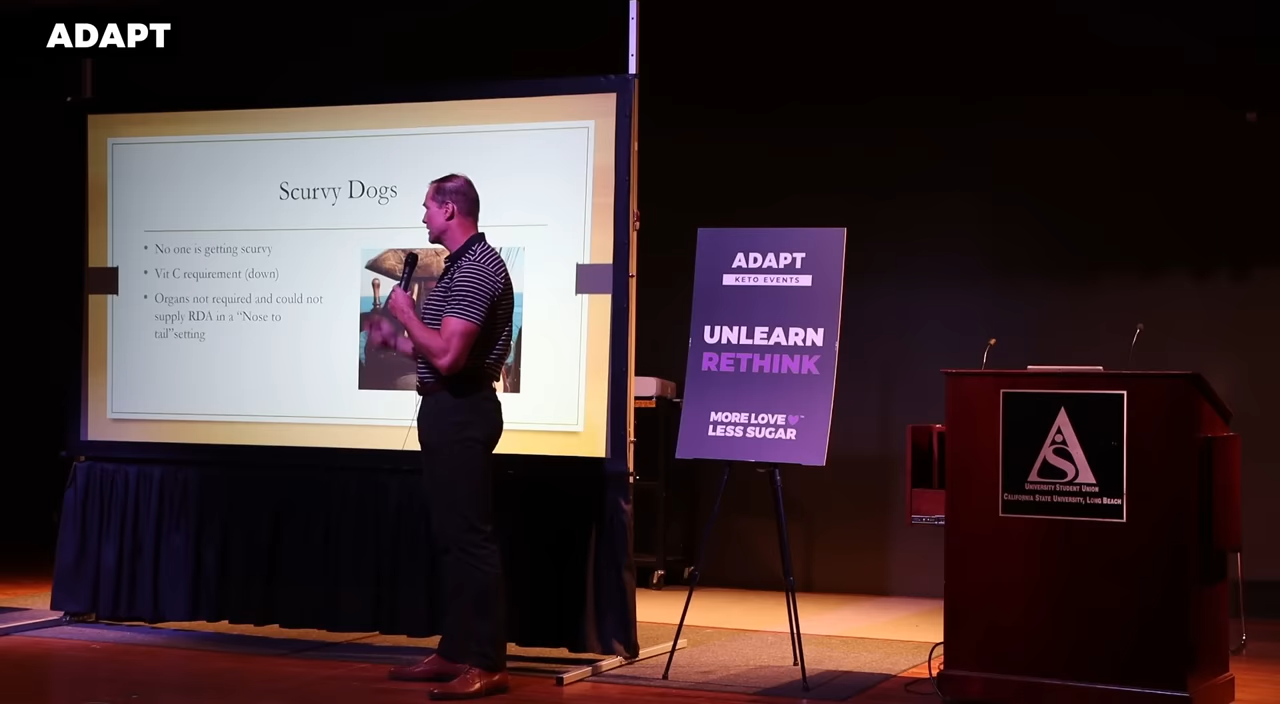 ADAPT
Scurvy Dogs
• No one is getting scurvy
• Vit C requirement (down)
• Organs not required and could not
supply RDA in a “Nose to
tail”setting
ADAPT
KETO EVENTS
UNLEARN
RETHINK
MORE LOVE💜™
LESS SUGAR
AS
UNIVERSITY STUDENT UNION
CALIFORNIA STATE UNIVERSITY, LONG BEACH